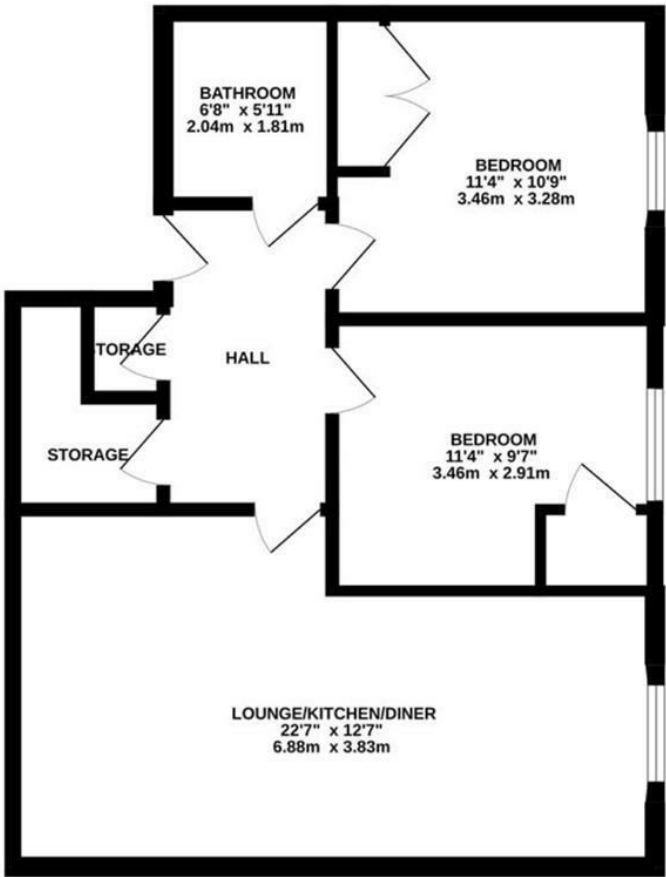 BATHROOM
6'8" x 5'11"
2.04m x 1.81m
BEDROOM
11'4" x 10'9"
3.46m x 3.28m
STORAGE
HALL
STORAGE
BEDROOM
11'4" x 9'7"
3.46m x 2.91m
LOUNGE/KITCHEN/DINER
22'7" x 12'7"
6.88m x 3.83m